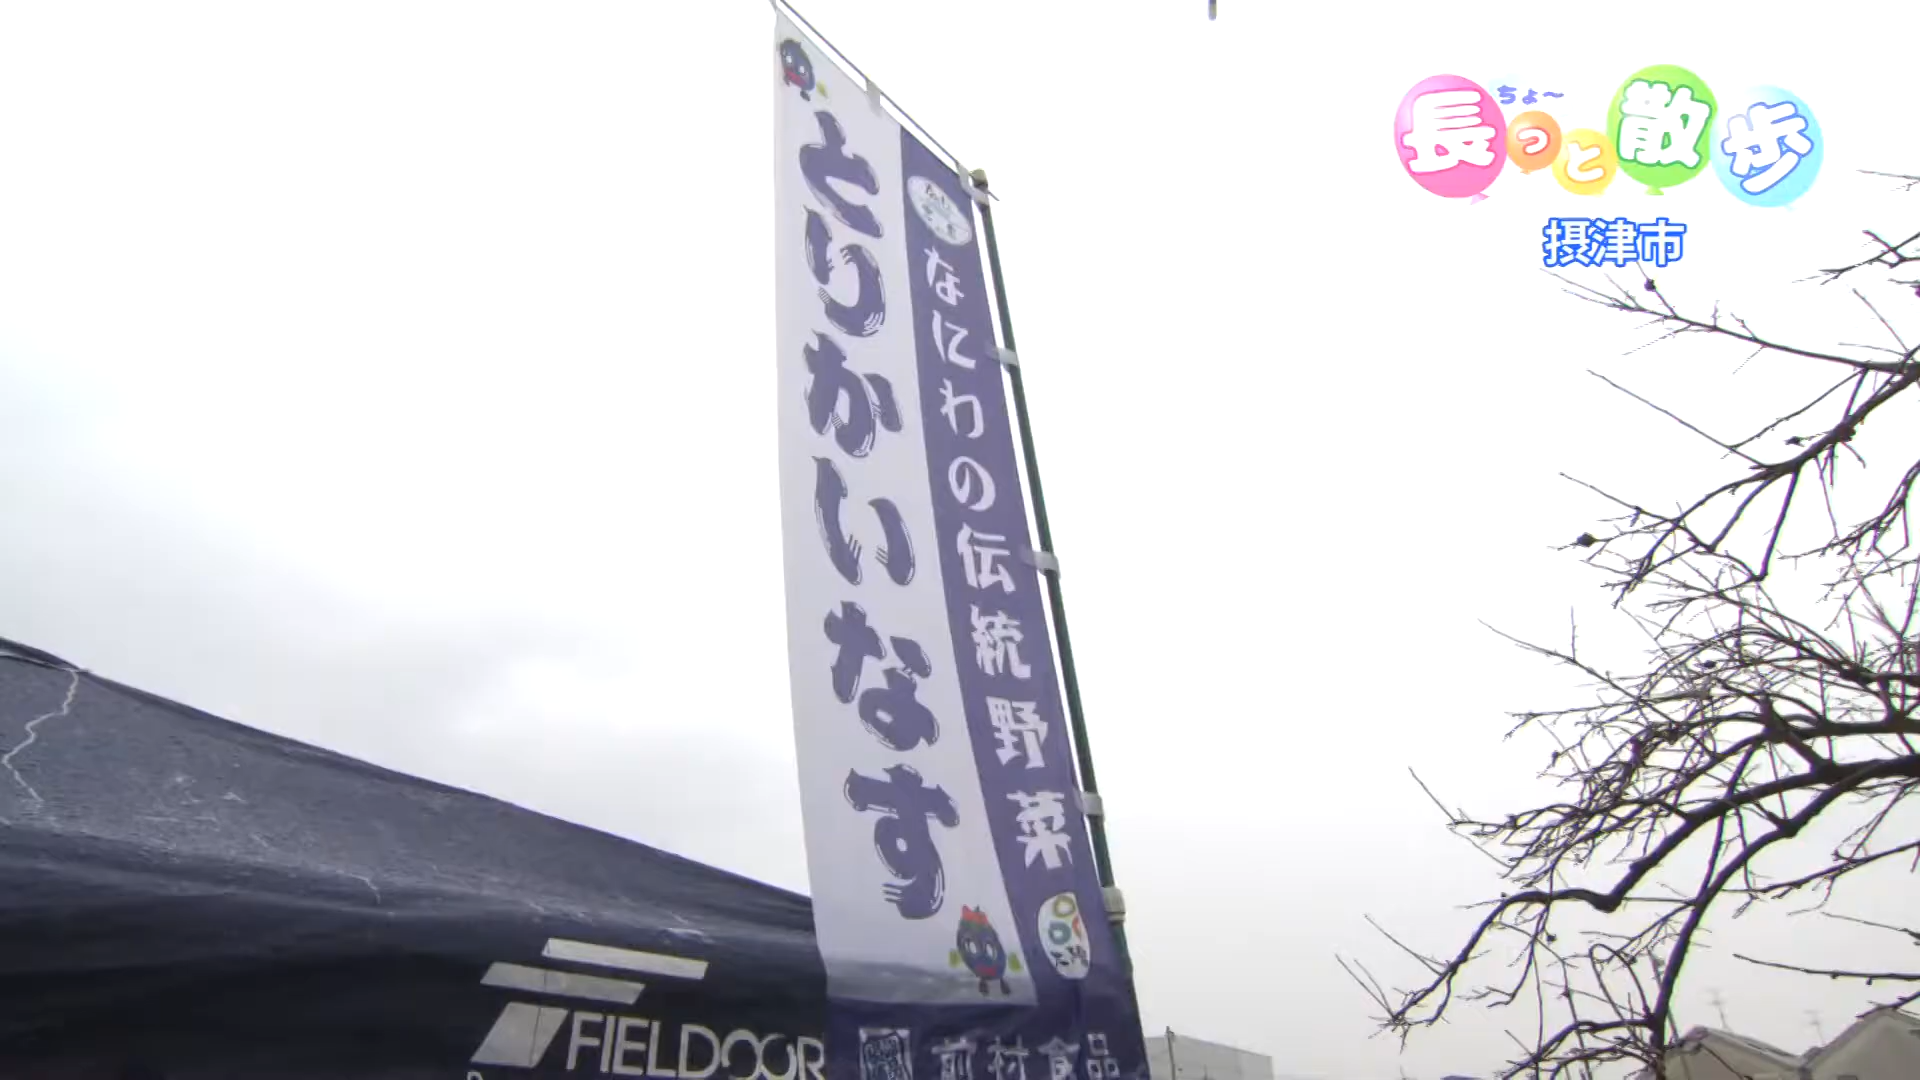 ちょ〜
長っと散歩
摂津市
なにわの伝統野菜
とりかいなす
前村食品
FIELDOOR